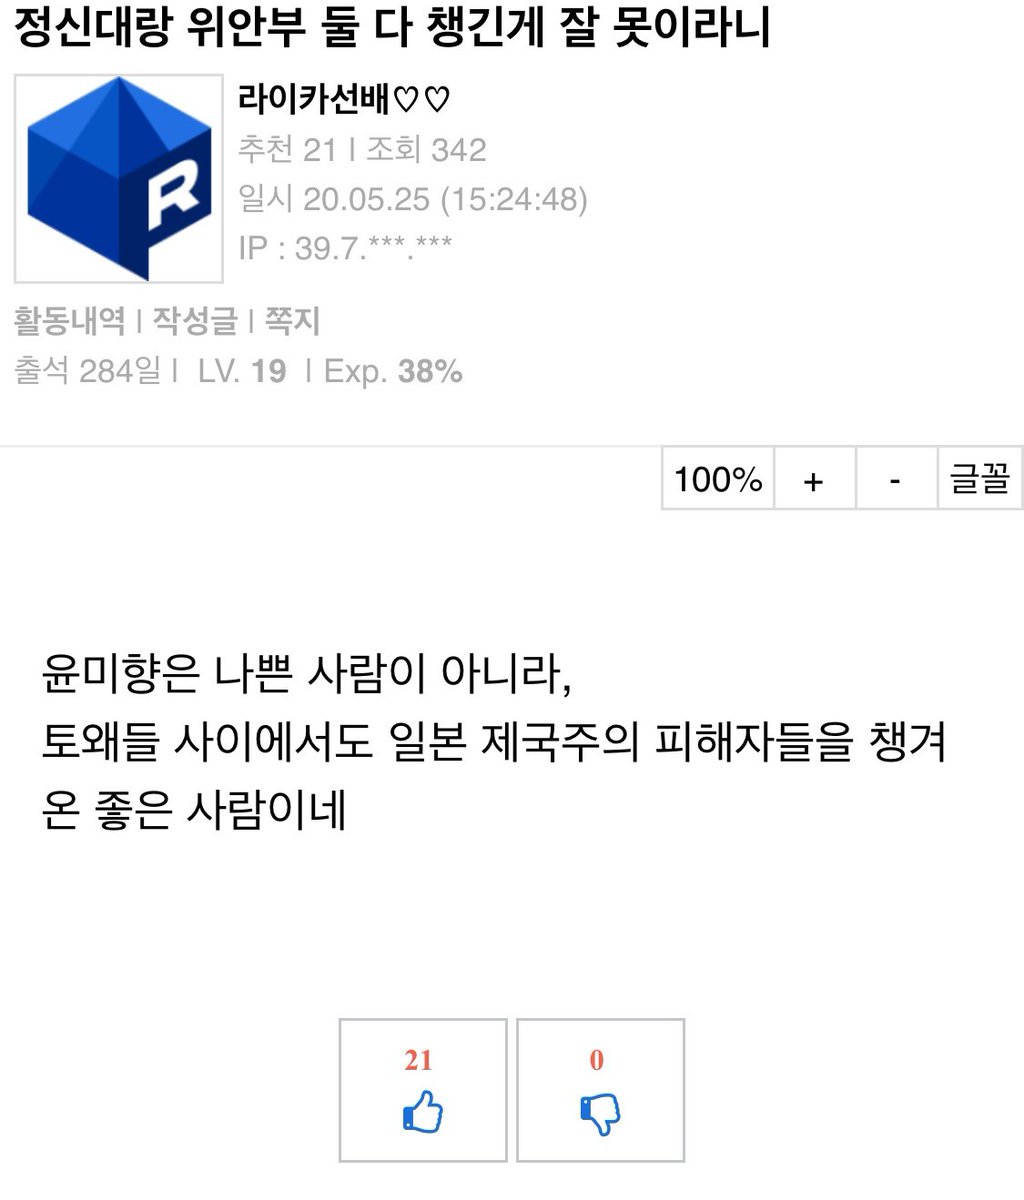 정신대랑 위안부 둘 다 챙긴게 잘 못이라니
R
라이카선배♡♡
추천 21 | 조회 342
일시 20.05.25 (15:24:48)
IP : 39.7.***.***
활동내역 | 작성글 | 쪽지
출석 284일 | LV. 19 | Exp. 38%
100% + - 글꼴
윤미향은 나쁜 사람이 아니라,
토왜들 사이에서도 일본 제국주의 피해자들을 챙겨
온 좋은 사람이네
21 0